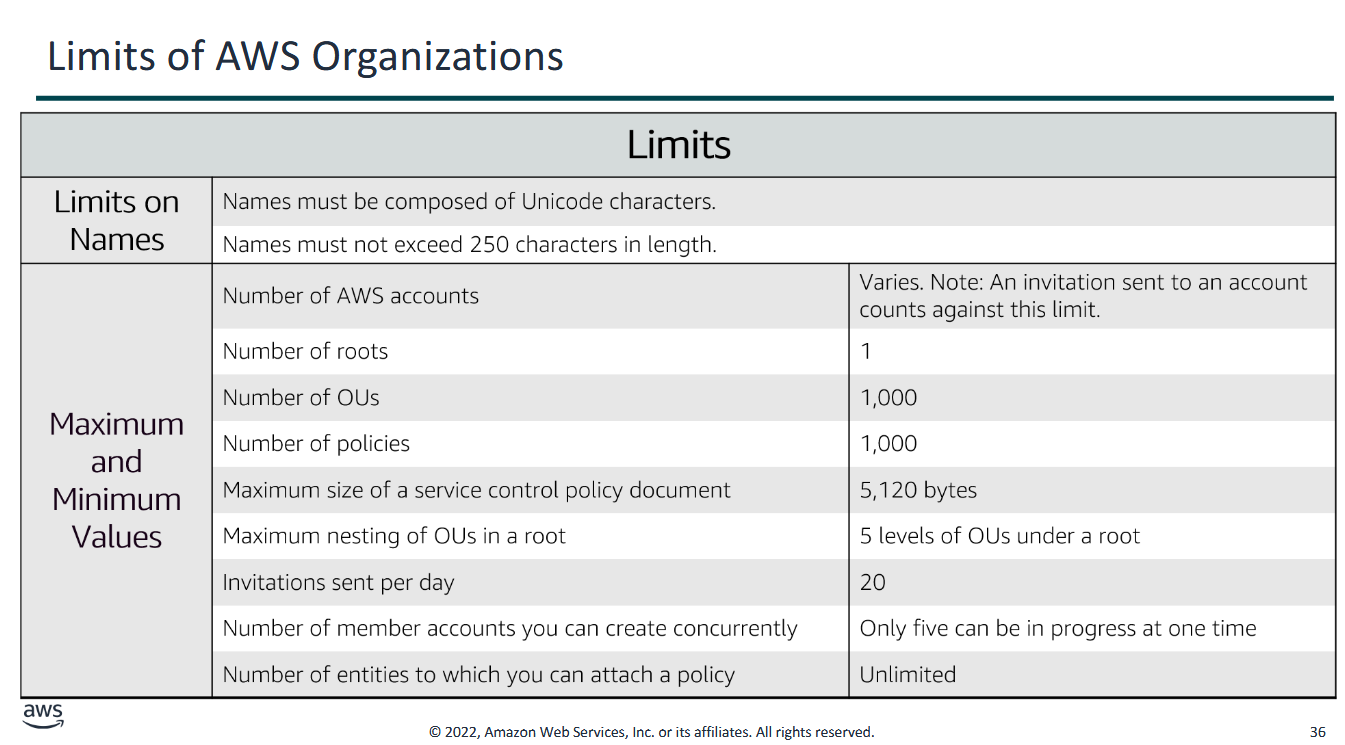 Limits of AWS Organizations
Limits
Limits on
Names
Names must be composed of Unicode characters.
Names must not exceed 250 characters in length.
Maximum
and
Minimum
Values
Number of AWS accounts
Varies. Note: An invitation sent to an account
counts against this limit.
Number of roots
1
Number of OUs
1,000
Number of policies
1,000
Maximum size of a service control policy document
5,120 bytes
Maximum nesting of OUs in a root
5 levels of OUs under a root
Invitations sent per day
20
Number of member accounts you can create concurrently
Only five can be in progress at one time
Number of entities to which you can attach a policy
Unlimited
aws
© 2022, Amazon Web Services, Inc. or its affiliates. All rights reserved.
36